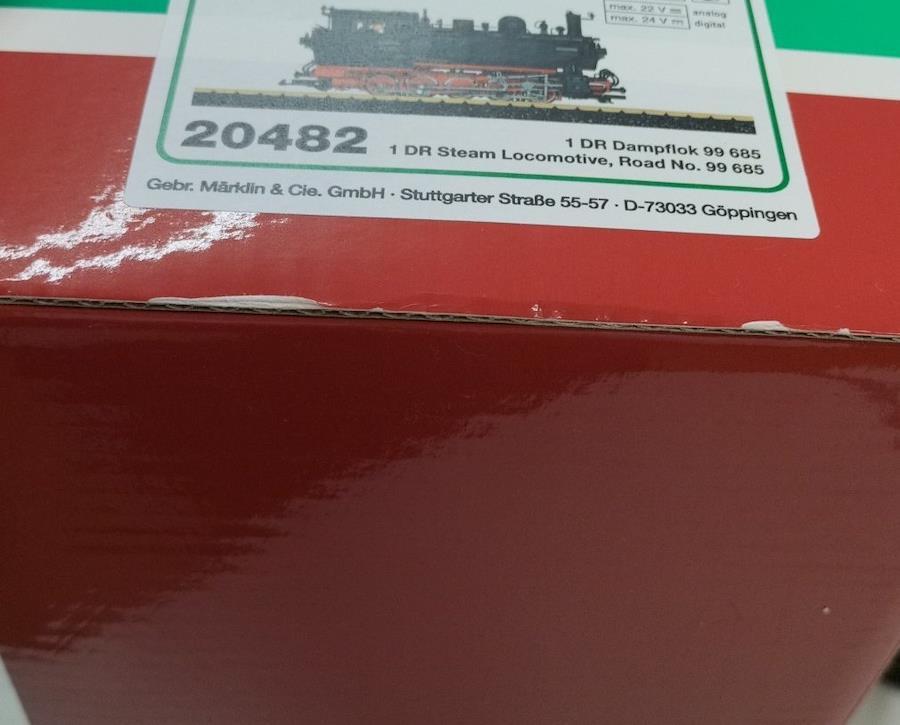 max. 22 V ⎓ analog
max. 24 V digital
20482
1 DR Dampflok 99 685
1 DR Steam Locomotive, Road No. 99 685
Gebr. Märklin & Cie. GmbH · Stuttgarter Straße 55-57 · D-73033 Göppingen